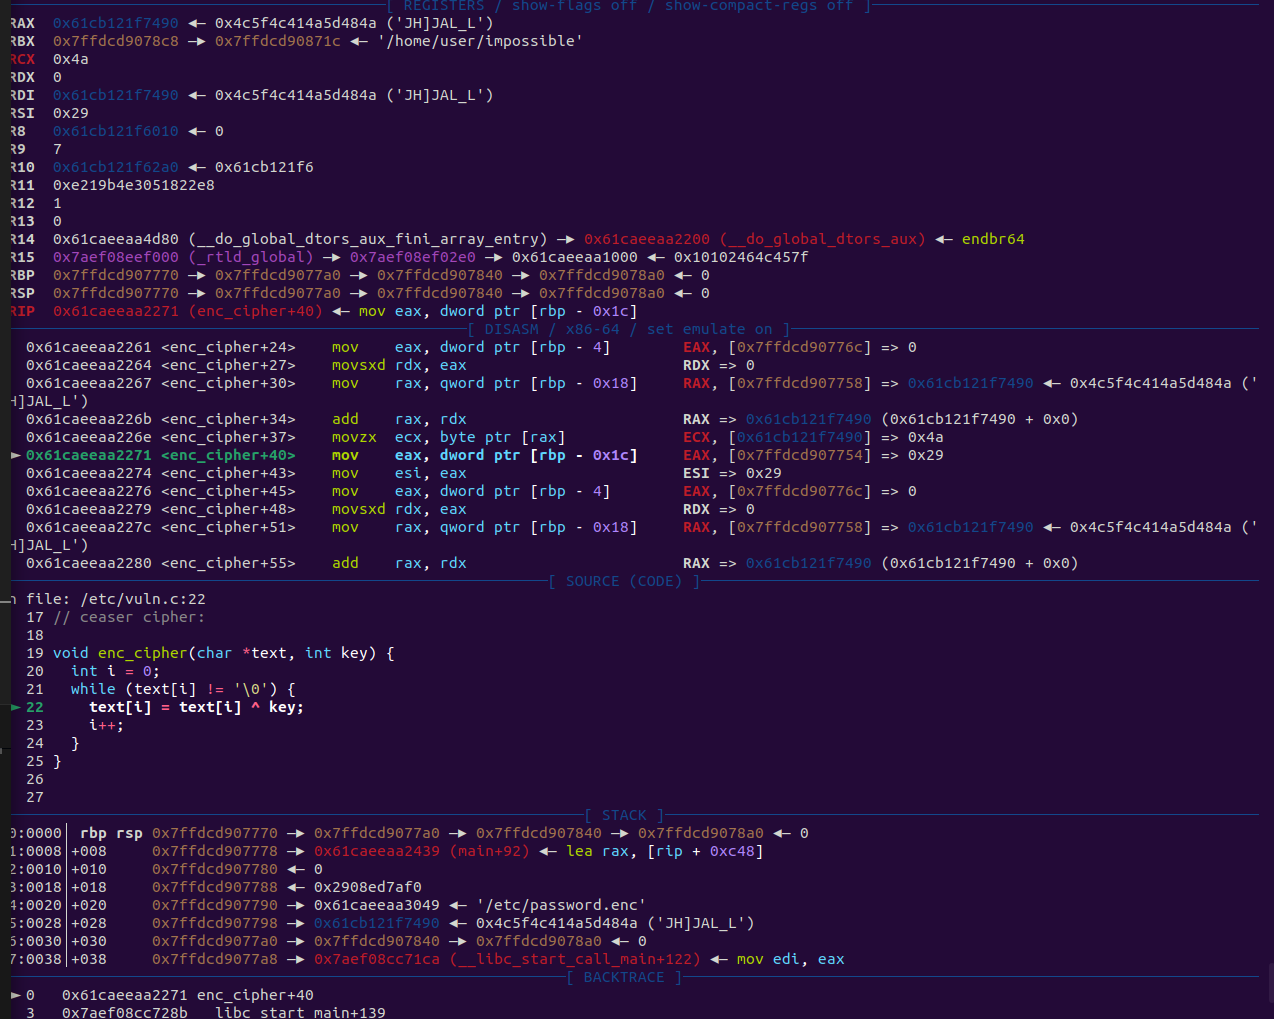 [ REGISTERS / show-flags off / show-compact-regs off ]
RAX  0x61cb121f7490 ◂— 0x4c5f4c414a5d484a ('JH]JAL_L')
RBX  0x7ffdcd9078c8 —▸ 0x7ffdcd90871c ◂— '/home/user/impossible'
RCX  0x4a
RDX  0
RDI  0x61cb121f7490 ◂— 0x4c5f4c414a5d484a ('JH]JAL_L')
RSI  0x29
R8   0x61cb121f6010 ◂— 0
R9   7
R10  0x61cb121f62a0 ◂— 0x61cb121f6
R11  0xe219b4e3051822e8
R12  1
R13  0
R14  0x61caeeaa4d80 (__do_global_dtors_aux_fini_array_entry) —▸ 0x61caeeaa2200 (__do_global_dtors_aux) ◂— endbr64
R15  0x7aef08eef000 (_rtld_global) —▸ 0x7aef08ef02e0 —▸ 0x61caeeaa1000 ◂— 0x10102464c457f
RBP  0x7ffdcd907770 —▸ 0x7ffdcd9077a0 —▸ 0x7ffdcd907840 —▸ 0x7ffdcd9078a0 ◂— 0
RSP  0x7ffdcd907770 —▸ 0x7ffdcd9077a0 —▸ 0x7ffdcd907840 —▸ 0x7ffdcd9078a0 ◂— 0
RIP  0x61caeeaa2271 (enc_cipher+40) ◂— mov eax, dword ptr [rbp - 0x1c]
[ DISASM / x86-64 / set emulate on ]
0x61caeeaa2261 <enc_cipher+24>    mov    eax, dword ptr [rbp - 4]        EAX, [0x7ffdcd90776c] => 0
0x61caeeaa2264 <enc_cipher+27>    movsxd rdx, eax                        RDX => 0
0x61caeeaa2267 <enc_cipher+30>    mov    rax, qword ptr [rbp - 0x18]     RAX, [0x7ffdcd907758] => 0x61cb121f7490 ◂— 0x4c5f4c414a5d484a ('
H]JAL_L')
0x61caeeaa226b <enc_cipher+34>    add    rax, rdx                        RAX => 0x61cb121f7490 (0x61cb121f7490 + 0x0)
0x61caeeaa226e <enc_cipher+37>    movzx  ecx, byte ptr [rax]             ECX, [0x61cb121f7490] => 0x4a
► 0x61caeeaa2271 <enc_cipher+40>    mov    eax, dword ptr [rbp - 0x1c]     EAX, [0x7ffdcd907754] => 0x29
0x61caeeaa2274 <enc_cipher+43>    mov    esi, eax                        ESI => 0x29
0x61caeeaa2276 <enc_cipher+45>    mov    eax, dword ptr [rbp - 4]        EAX, [0x7ffdcd90776c] => 0
0x61caeeaa2279 <enc_cipher+48>    movsxd rdx, eax                        RDX => 0
0x61caeeaa227c <enc_cipher+51>    mov    rax, qword ptr [rbp - 0x18]     RAX, [0x7ffdcd907758] => 0x61cb121f7490 ◂— 0x4c5f4c414a5d484a ('
H]JAL_L')
0x61caeeaa2280 <enc_cipher+55>    add    rax, rdx                        RAX => 0x61cb121f7490 (0x61cb121f7490 + 0x0)
[ SOURCE (CODE) ]
n file: /etc/vuln.c:22
17 // ceaser cipher:
18
19 void enc_cipher(char *text, int key) {
20   int i = 0;
21   while (text[i] != '\0') {
► 22     text[i] = text[i] ^ key;
23     i++;
24   }
25 }
26
27
[ STACK ]
0:0000│ rbp rsp 0x7ffdcd907770 —▸ 0x7ffdcd9077a0 —▸ 0x7ffdcd907840 —▸ 0x7ffdcd9078a0 ◂— 0
1:0008│+008     0x7ffdcd907778 —▸ 0x61caeeaa2439 (main+92) ◂— lea rax, [rip + 0xc48]
2:0010│+010     0x7ffdcd907780 ◂— 0
3:0018│+018     0x7ffdcd907788 ◂— 0x2908ed7af0
4:0020│+020     0x7ffdcd907790 —▸ 0x61caeeaa3049 ◂— '/etc/password.enc'
5:0028│+028     0x7ffdcd907798 —▸ 0x61cb121f7490 ◂— 0x4c5f4c414a5d484a ('JH]JAL_L')
6:0030│+030     0x7ffdcd9077a0 —▸ 0x7ffdcd907840 —▸ 0x7ffdcd9078a0 ◂— 0
7:0038│+038     0x7ffdcd9077a8 —▸ 0x7aef08cc71ca (__libc_start_call_main+122) ◂— mov edi, eax
[ BACKTRACE ]
► 0   0x61caeeaa2271 enc_cipher+40
3   0x7aef08cc728b __libc_start_main+139